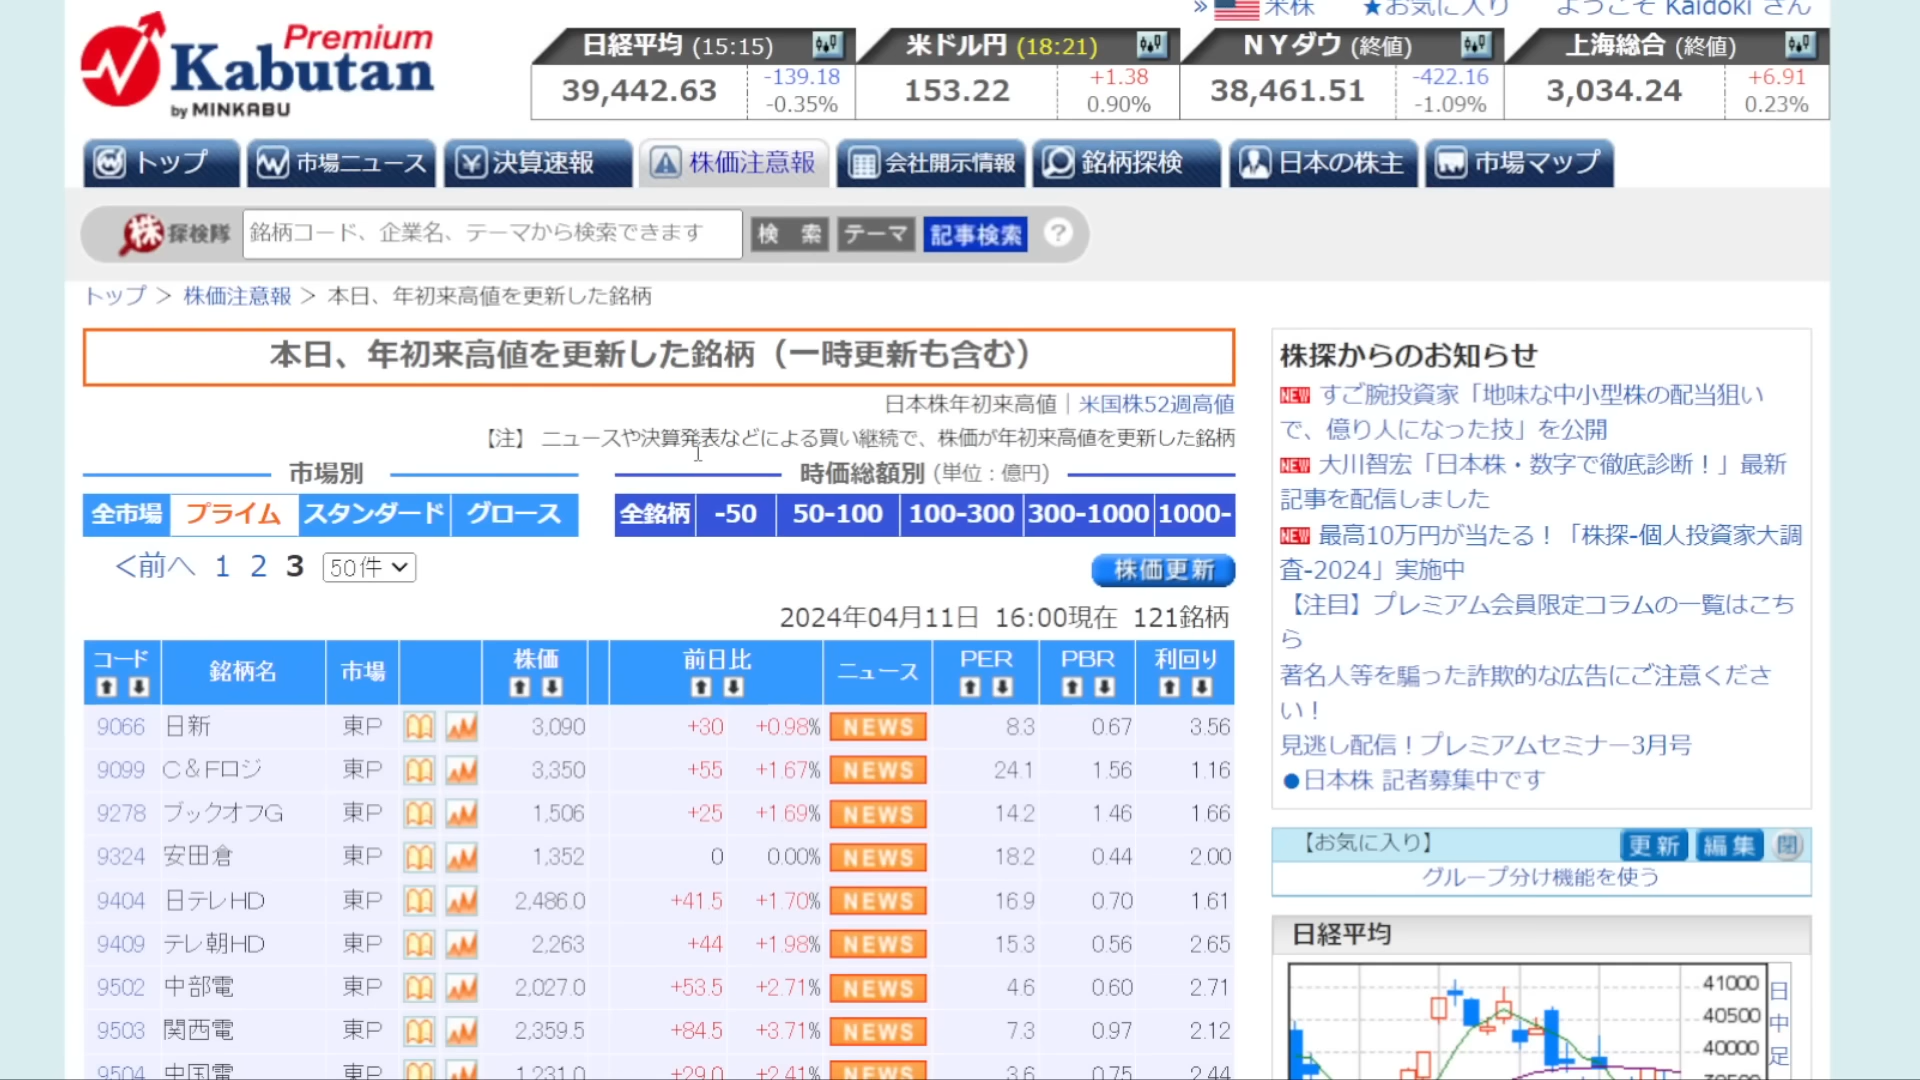 » 米株 ★お気に入り ようこそ Kaidoki さん
Premium
Kabutan
by MINKABU
日経平均 (15:15)
39,442.63 -139.18 -0.35%
米ドル円 (18:21)
153.22 +1.38 0.90%
NYダウ (終値)
38,461.51 -422.16 -1.09%
上海総合 (終値)
3,034.24 +6.91 0.23%
トップ 市場ニュース 決算速報 株価注意報 会社開示情報 銘柄探検 日本の株主 市場マップ
株探検隊 銘柄コード、企業名、テーマから検索できます 検 索 テーマ 記事検索 ?
トップ > 株価注意報 > 本日、年初来高値を更新した銘柄
本日、年初来高値を更新した銘柄（一時更新も含む）
日本株年初来高値｜米国株52週高値
【注】 ニュースや決算発表などによる買い継続で、株価が年初来高値を更新した銘柄
市場別 時価総額別 (単位：億円)
全市場 プライム スタンダード グロース 全銘柄 -50 50-100 100-300 300-1000 1000-
<前へ 1 2 3 50件 株価更新
2024年04月11日 16:00現在 121銘柄
コード 銘柄名 市場 株価 前日比 ニュース PER PBR 利回り
9066 日新 東P 3,090 +30 +0.98% NEWS 8.3 0.67 3.56
9099 C＆Fロジ 東P 3,350 +55 +1.67% NEWS 24.1 1.56 1.16
9278 ブックオフG 東P 1,506 +25 +1.69% NEWS 14.2 1.46 1.66
9324 安田倉 東P 1,352 0 0.00% NEWS 18.2 0.44 2.00
9404 日テレHD 東P 2,486.0 +41.5 +1.70% NEWS 16.9 0.70 1.61
9409 テレ朝HD 東P 2,263 +44 +1.98% NEWS 15.3 0.56 2.65
9502 中部電 東P 2,027.0 +53.5 +2.71% NEWS 4.6 0.60 2.71
9503 関西電 東P 2,359.5 +84.5 +3.71% NEWS 7.3 0.97 2.12
9504 中国電 東P 1,231.0 +29.0 +2.41% NEWS 3.6 0.75 2.44
株探からのお知らせ
NEW すご腕投資家「地味な中小型株の配当狙い
で、億り人になった技」を公開
NEW 大川智宏「日本株・数字で徹底診断！」最新
記事を配信しました
NEW 最高10万円が当たる！「株探-個人投資家大調
査-2024」実施中
【注目】プレミアム会員限定コラムの一覧はこち
ら
著名人等を騙った詐欺的な広告にご注意くださ
い！
見逃し配信！プレミアムセミナー3月号
●日本株 記者募集中です
【お気に入り】 更新 編集 閉
グループ分け機能を使う
日経平均
41000
40500
40000
39500
日
中
足